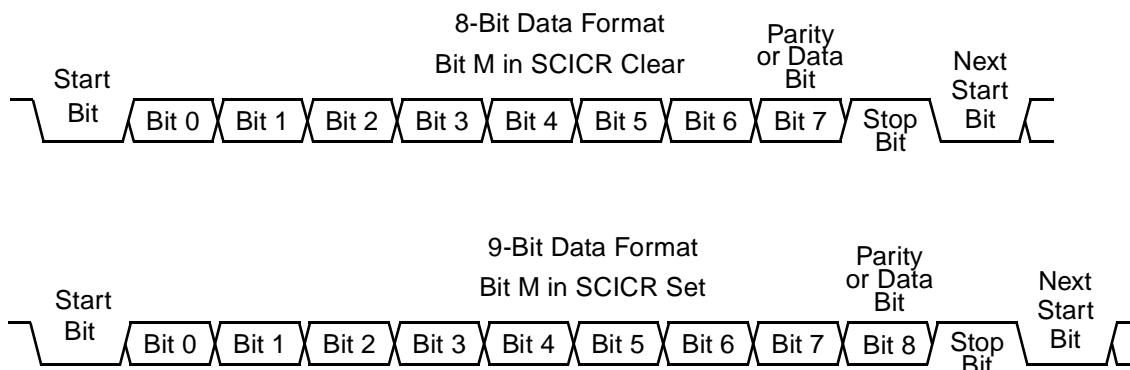 8-Bit Data Format
Bit M in SCICR Clear
Parity
or Data
Bit
Start
Bit
Next
Start
Bit
Bit 0 Bit 1 Bit 2 Bit 3 Bit 4 Bit 5 Bit 6 Bit 7
Stop
Bit
9-Bit Data Format
Bit M in SCICR Set
Parity
or Data
Bit
Start
Bit
Next
Start
Bit
Bit 0 Bit 1 Bit 2 Bit 3 Bit 4 Bit 5 Bit 6 Bit 7 Bit 8
Stop
Bit